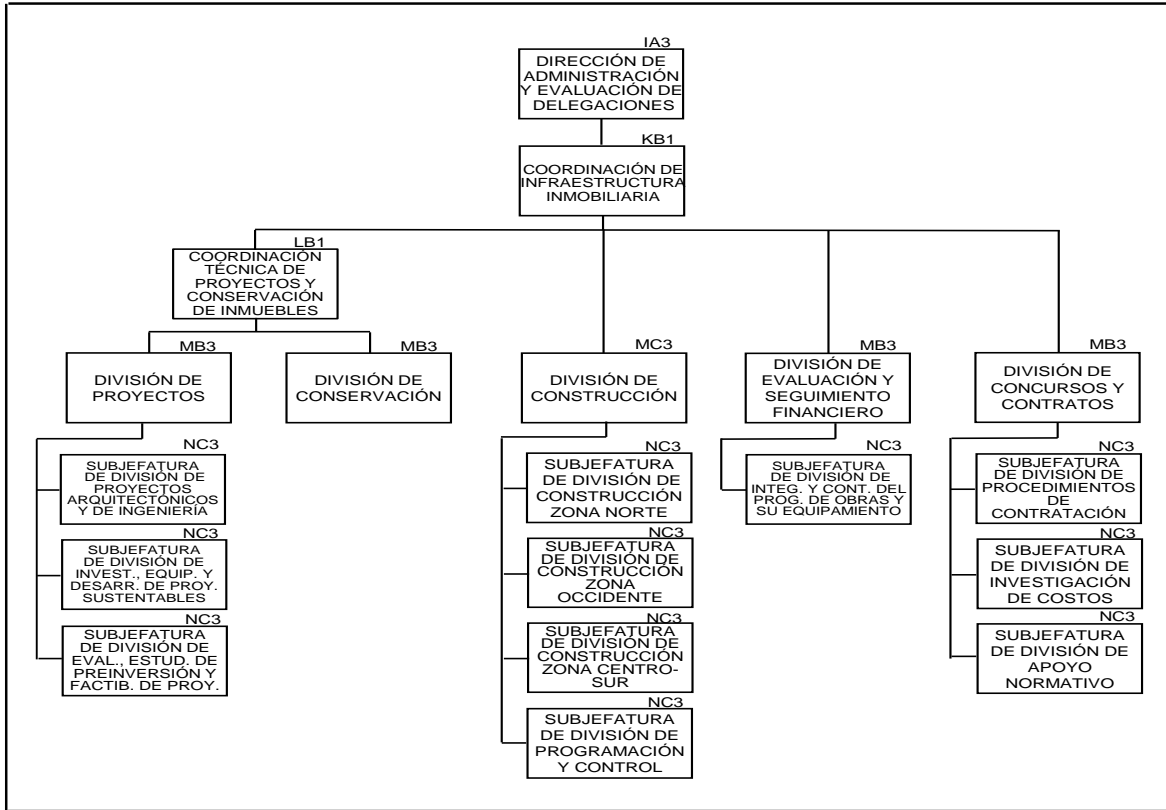 IA3
DIRECCIÓN DE
ADMINISTRACIÓN
Y EVALUACIÓN DE
DELEGACIONES
KB1
COORDINACIÓN DE
INFRAESTRUCTURA
INMOBILIARIA
LB1
COORDINACIÓN
TÉCNICA DE
PROYECTOS Y
CONSERVACIÓN
DE INMUEBLES
MB3
DIVISIÓN DE
PROYECTOS
MB3
DIVISIÓN DE
CONSERVACIÓN
MC3
DIVISIÓN DE
CONSTRUCCIÓN
MB3
DIVISIÓN DE
EVALUACIÓN Y
SEGUIMIENTO
FINANCIERO
MB3
DIVISIÓN DE
CONCURSOS Y
CONTRATOS
NC3
SUBJEFATURA
DE DIVISIÓN DE
PROYECTOS
ARQUITECTÓNICOS
Y DE INGENIERÍA
NC3
SUBJEFATURA
DE DIVISIÓN DE
INVEST., EQUIP. Y
DESARR. DE PROY.
SUSTENTABLES
NC3
SUBJEFATURA
DE DIVISIÓN DE
EVAL., ESTUD. DE
PREINVERSIÓN Y
FACTIB. DE PROY.
NC3
SUBJEFATURA
DE DIVISIÓN DE
CONSTRUCCIÓN
ZONA NORTE
NC3
SUBJEFATURA
DE DIVISIÓN DE
CONSTRUCCIÓN
ZONA
OCCIDENTE
NC3
SUBJEFATURA
DE DIVISIÓN DE
CONSTRUCCIÓN
ZONA CENTRO-
SUR
NC3
SUBJEFATURA
DE DIVISIÓN DE
PROGRAMACIÓN
Y CONTROL
NC3
SUBJEFATURA
DE DIVISIÓN DE
INTEG. Y CONT. DEL
PROG. DE OBRAS Y
SU EQUIPAMIENTO
NC3
SUBJEFATURA
DE DIVISIÓN DE
PROCEDIMIENTOS
DE
CONTRATACIÓN
NC3
SUBJEFATURA
DE DIVISIÓN DE
INVESTIGACIÓN
DE COSTOS
NC3
SUBJEFATURA
DE DIVISIÓN DE
APOYO
NORMATIVO